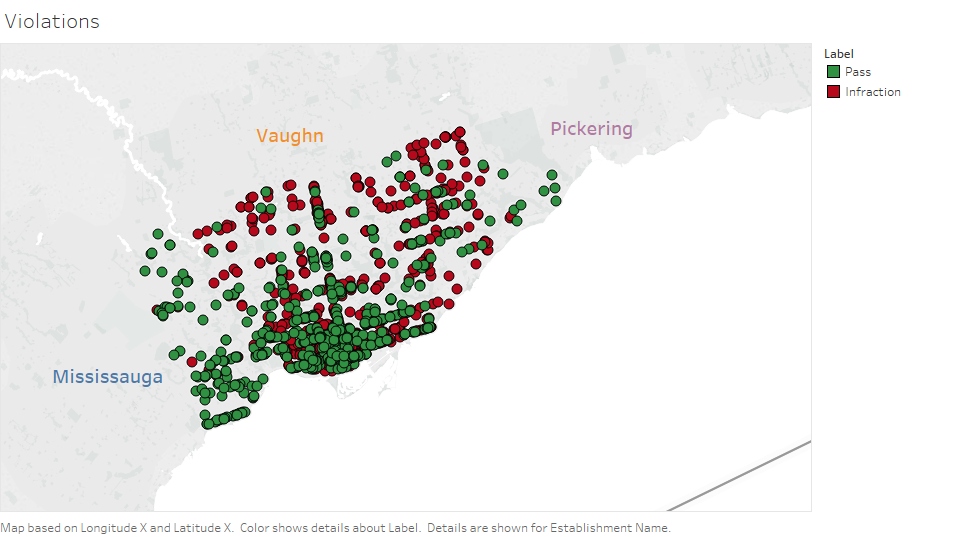 Violations
Label
Pass
Infraction
Vaughn
Pickering
Mississauga
Map based on Longitude X and Latitude X. Color shows details about Label. Details are shown for Establishment Name.